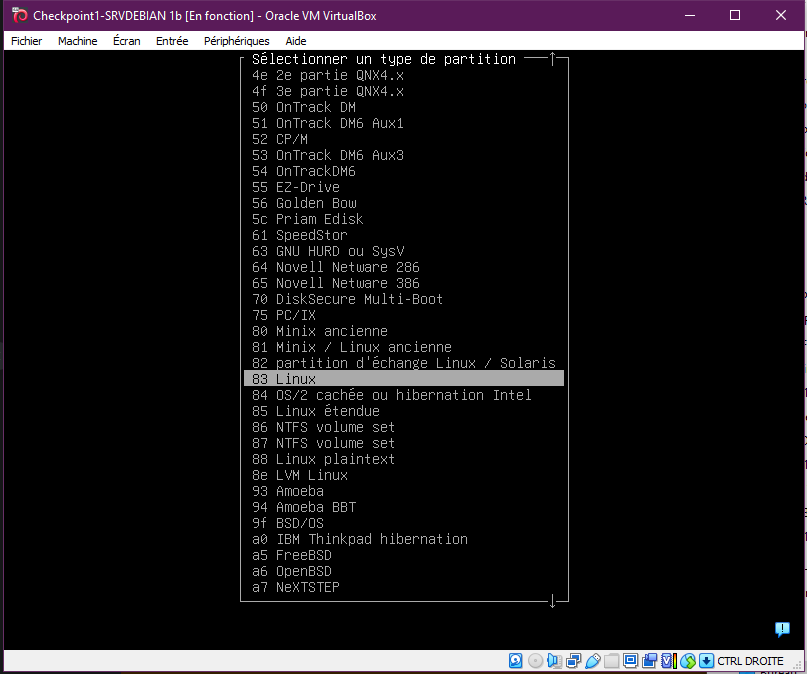 Checkpoint1-SRVDEBIAN 1b [En fonction] - Oracle VM VirtualBox
Fichier Machine Écran Entrée Périphériques Aide
Sélectionner un type de partition
4e 2e partie QNX4.x
4f 3e partie QNX4.x
50 OnTrack DM
51 OnTrack DM6 Aux1
52 CP/M
53 OnTrack DM6 Aux3
54 OnTrackDM6
55 EZ-Drive
56 Golden Bow
5c Priam Edisk
61 SpeedStor
63 GNU HURD ou SysV
64 Novell Netware 286
65 Novell Netware 386
70 DiskSecure Multi-Boot
75 PC/IX
80 Minix ancienne
81 Minix / Linux ancienne
82 partition d'échange Linux / Solaris
83 Linux
84 OS/2 cachée ou hibernation Intel
85 Linux étendue
86 NTFS volume set
87 NTFS volume set
88 Linux plaintext
8e LVM Linux
93 Amoeba
94 Amoeba BBT
9f BSD/OS
a0 IBM Thinkpad hibernation
a5 FreeBSD
a6 OpenBSD
a7 NeXTSTEP
CTRL DROITE